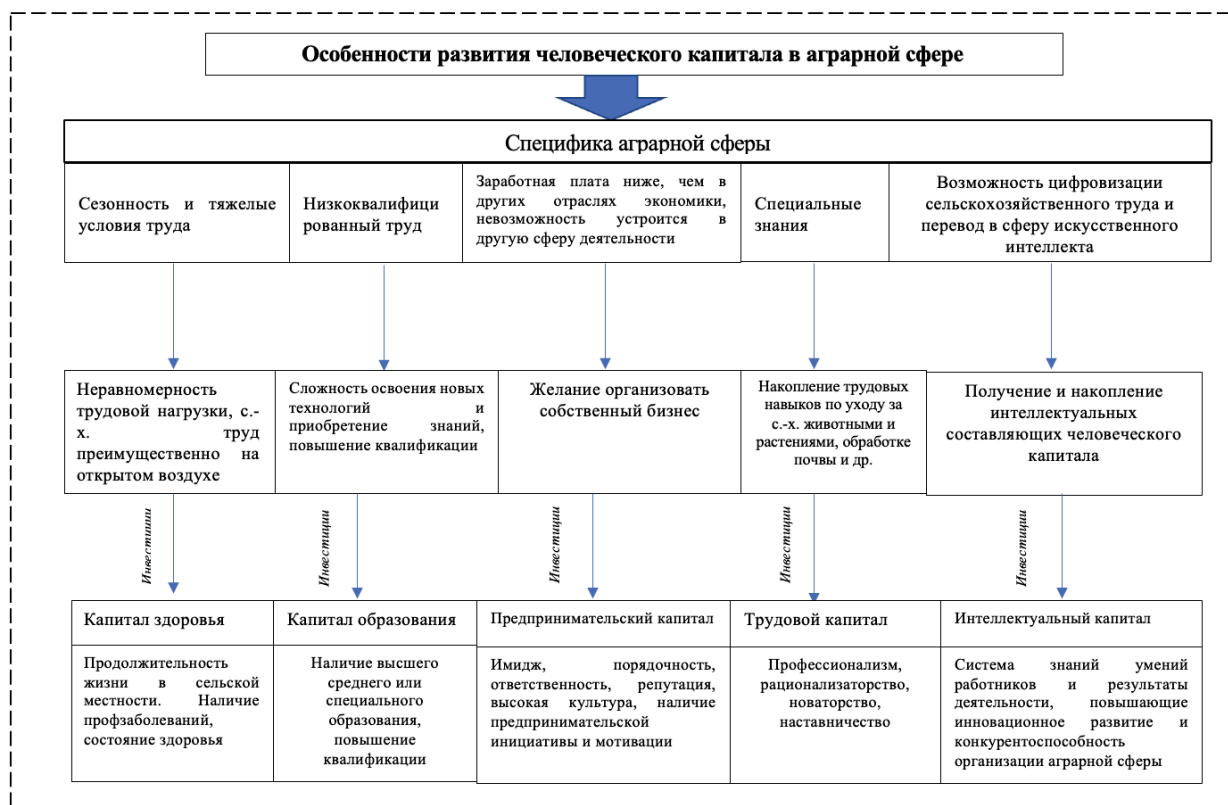 Особенности развития человеческого капитала в аграрной сфере
Специфика аграрной сферы
Сезонность и тяжелые
условия труда
Низкоквалифици
рованный труд
Заработная плата ниже, чем в
других отраслях экономики,
невозможность устроится в
другую сферу деятельности
Специальные
знания
Возможность цифровизации
сельскохозяйственного труда и
перевод в сферу искусственного
интеллекта
Неравномерность
трудовой нагрузки, с.-
х. труд
преимущественно на
открытом воздухе
Сложность освоения новых
технологий и
приобретение знаний,
повышение квалификации
Желание организовать
собственный бизнес
Накопление трудовых
навыков по уходу за
с.-х. животными и
растениями, обработке
почвы и др.
Получение и накопление
интеллектуальных
составляющих человеческого
капитала
Инвестиции
Инвестиции
Инвестиции
Инвестиции
Инвестиции
Капитал здоровья
Капитал образования
Предпринимательский капитал
Трудовой капитал
Интеллектуальный капитал
Продолжительность
жизни в сельской
местности. Наличие
профзаболеваний,
состояние здоровья
Наличие высшего
среднего или
специального
образования,
повышение
квалификации
Имидж, порядочность,
ответственность, репутация,
высокая культура, наличие
предпринимательской
инициативы и мотивации
Профессионализм,
рационализаторство,
новаторство,
наставничество
Система знаний умений
работников и результаты
деятельности, повышающие
инновационное развитие и
конкурентоспособность
организации аграрной сферы